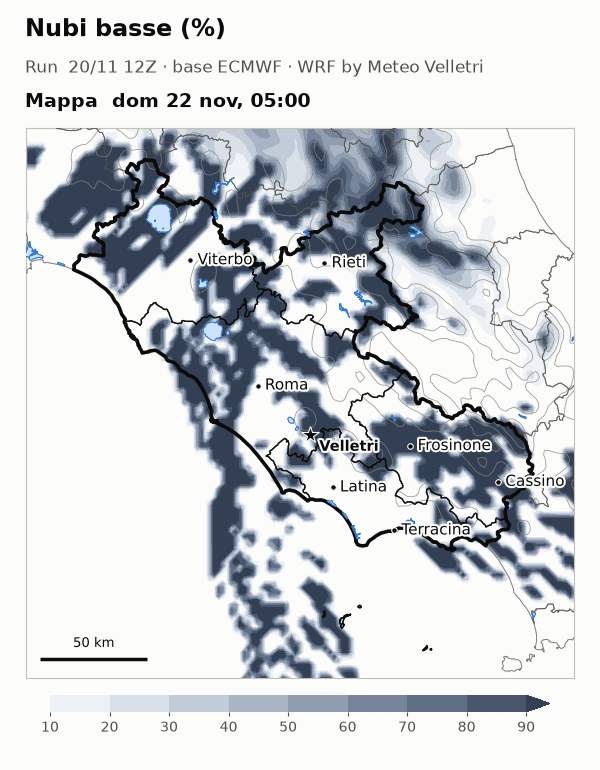 Nubi basse (%)
Run 20/11 12Z · base ECMWF · WRF by Meteo Velletri
Mappa dom 22 nov, 05:00
Viterbo
Rieti
Roma
Velletri
Frosinone
Cassino
Latina
Terracina
50 km
10 20 30 40 50 60 70 80 90